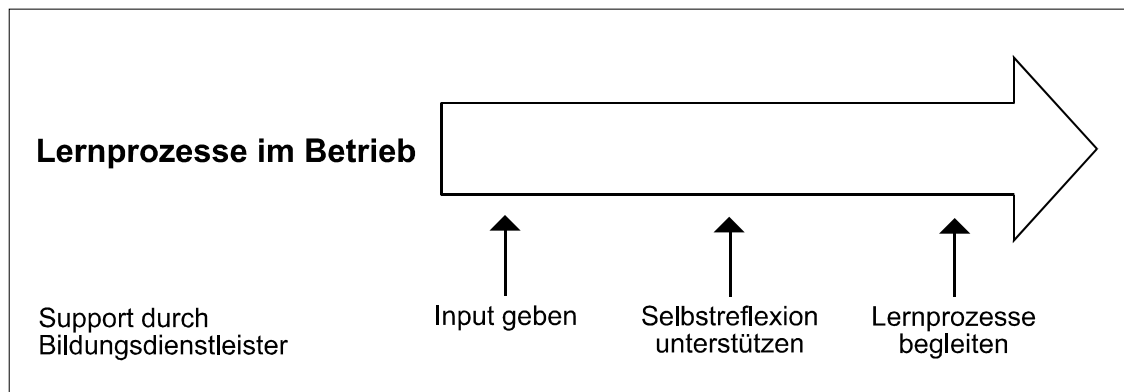 Lernprozesse im Betrieb
Support durch
Bildungsdienstleister
Input geben
Selbstreflexion
unterstützen
Lernprozesse
begleiten